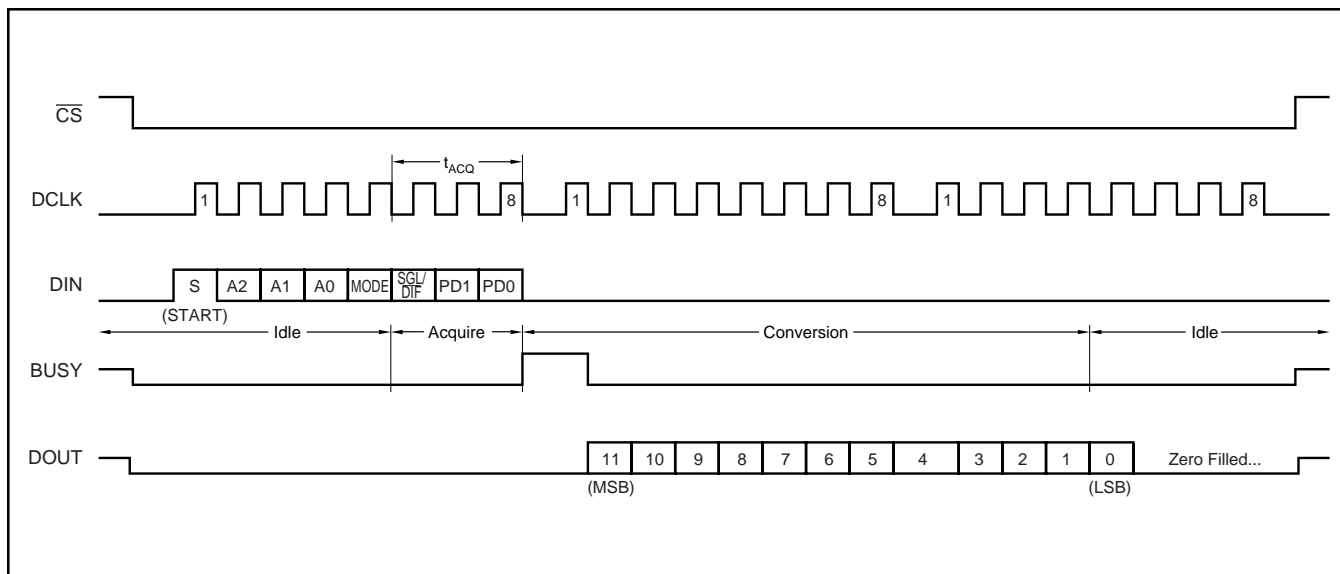 CS
tACQ
DCLK 1 8 1 8 1 8
DIN S A2 A1 A0 MODE SGL/DIF PD1 PD0
(START)
Idle Acquire Conversion Idle
BUSY
DOUT 11 10 9 8 7 6 5 4 3 2 1 0 Zero Filled...
(MSB) (LSB)